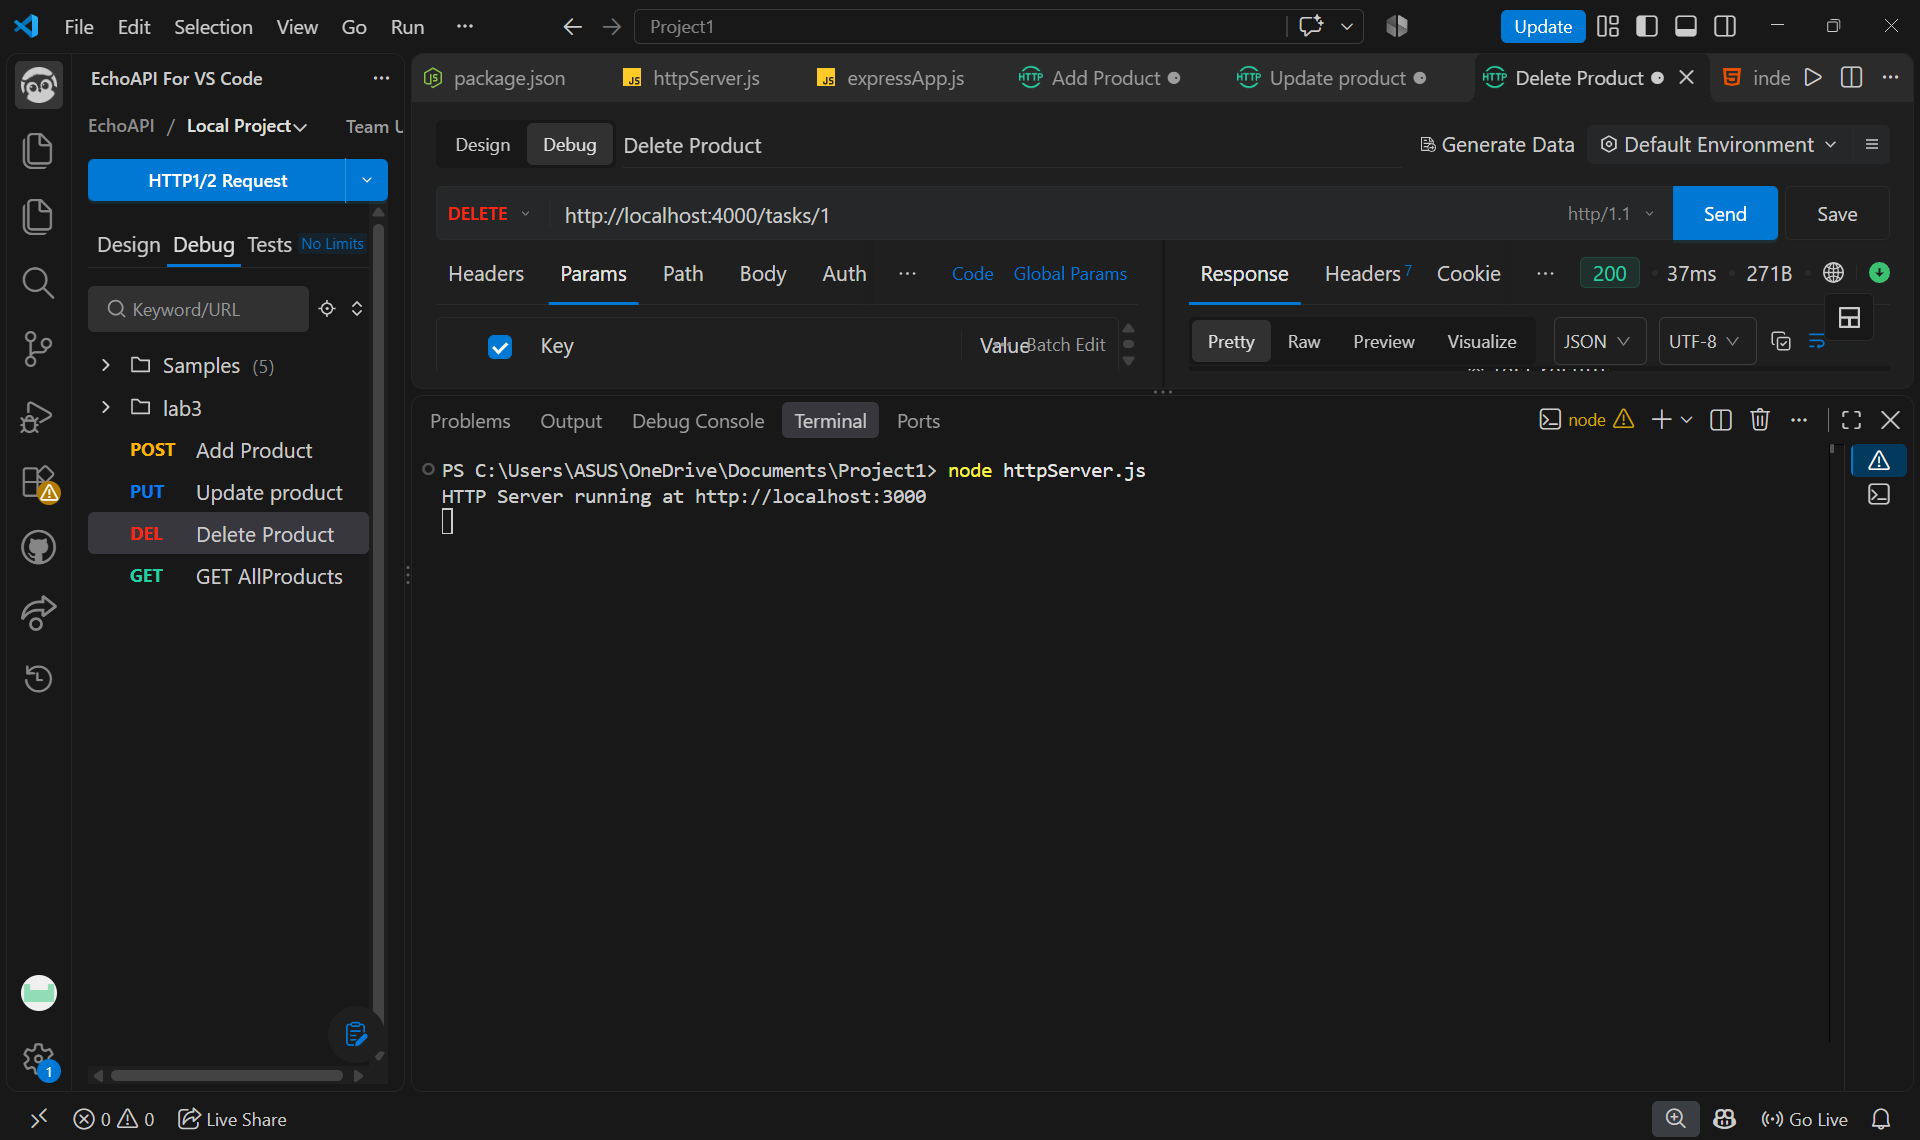 File Edit Selection View Go Run ··· Project1 Update
EchoAPI For VS Code ···
package.json httpServer.js expressApp.js Add Product Update product Delete Product inde ···
EchoAPI / Local Project Team U
Design Debug Delete Product Generate Data Default Environment
HTTP1/2 Request
DELETE http://localhost:4000/tasks/1 http/1.1 Send Save
Design Debug Tests No Limits
Headers Params Path Body Auth ··· Code Global Params
Response Headers 7 Cookie ··· 200 37ms 271B
Keyword/URL
Key Value Batch Edit
Pretty Raw Preview Visualize JSON UTF-8
Samples (5)
lab3
POST Add Product
PUT Update product
DEL Delete Product
GET GET AllProducts
Problems Output Debug Console Terminal Ports node ···
PS C:\Users\ASUS\OneDrive\Documents\Project1> node httpServer.js
HTTP Server running at http://localhost:3000
1
0 0 Live Share Go Live